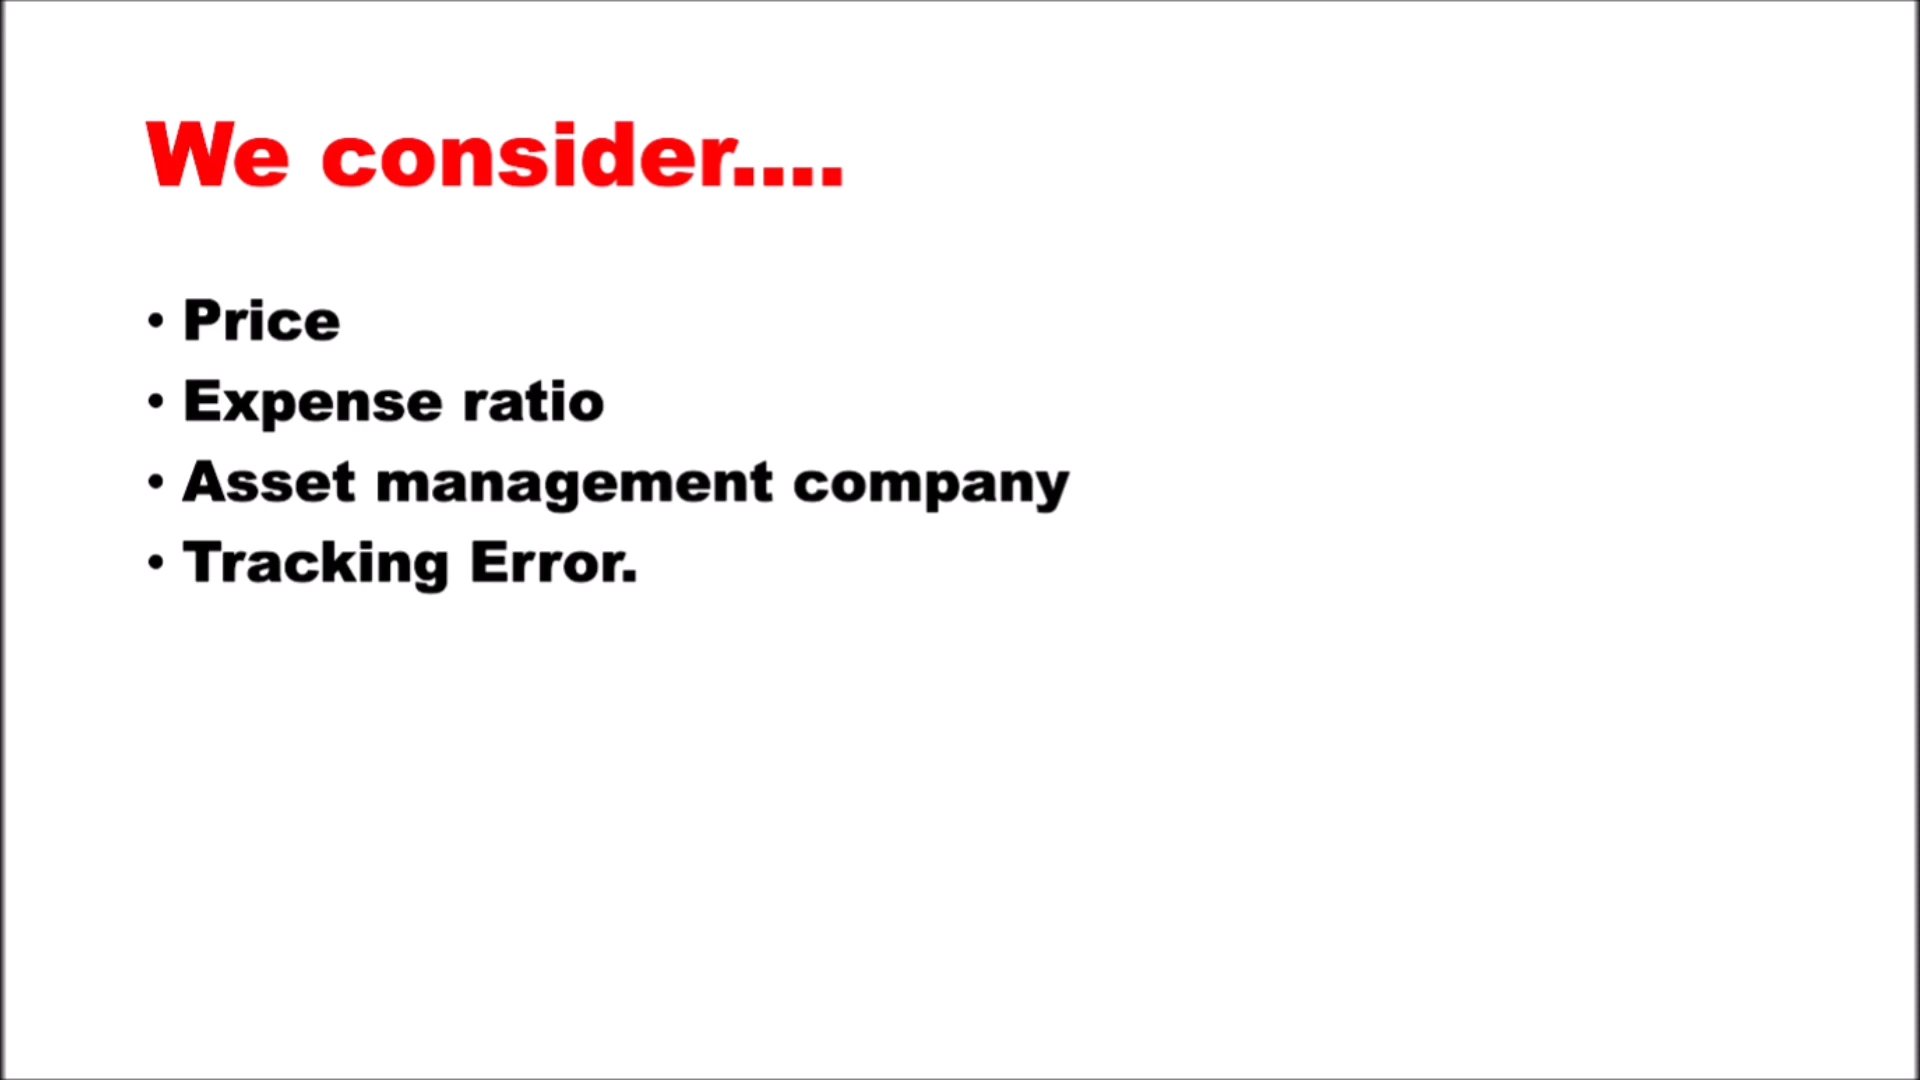 We consider....
• Price
• Expense ratio
• Asset management company
• Tracking Error.